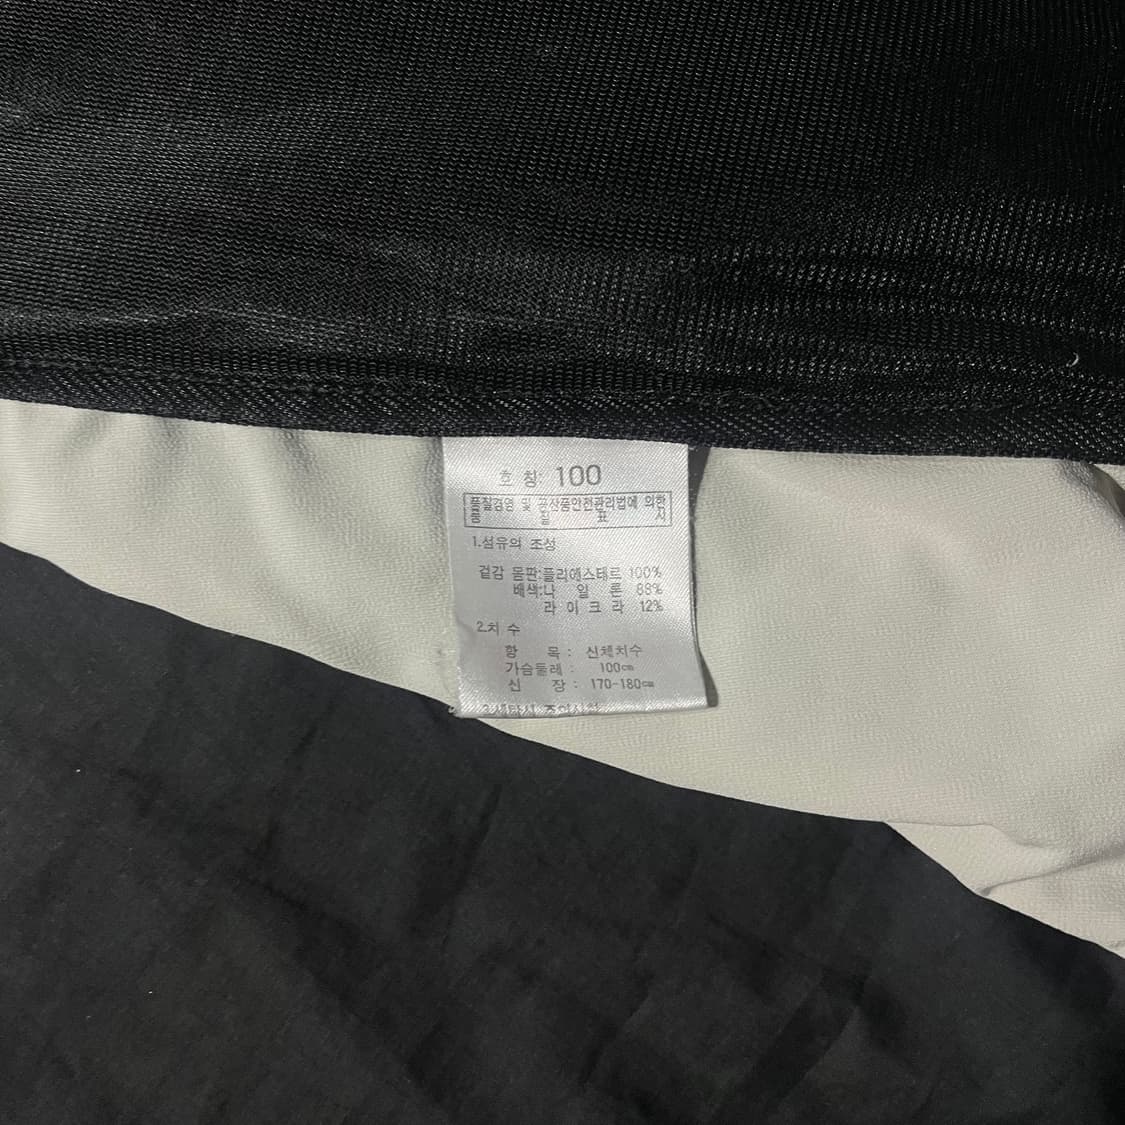 호 칭: 100
품질경영 및 공산품안전관리법에 의한
품 질 표 시
1.섬유의 조성
겉감 몸판:폴리에스테르 100%
배색:나 일 론 88%
라 이 크 라 12%
2.치 수
항 목 : 신체치수
가슴둘레 : 100cm
신 장 : 170-180cm